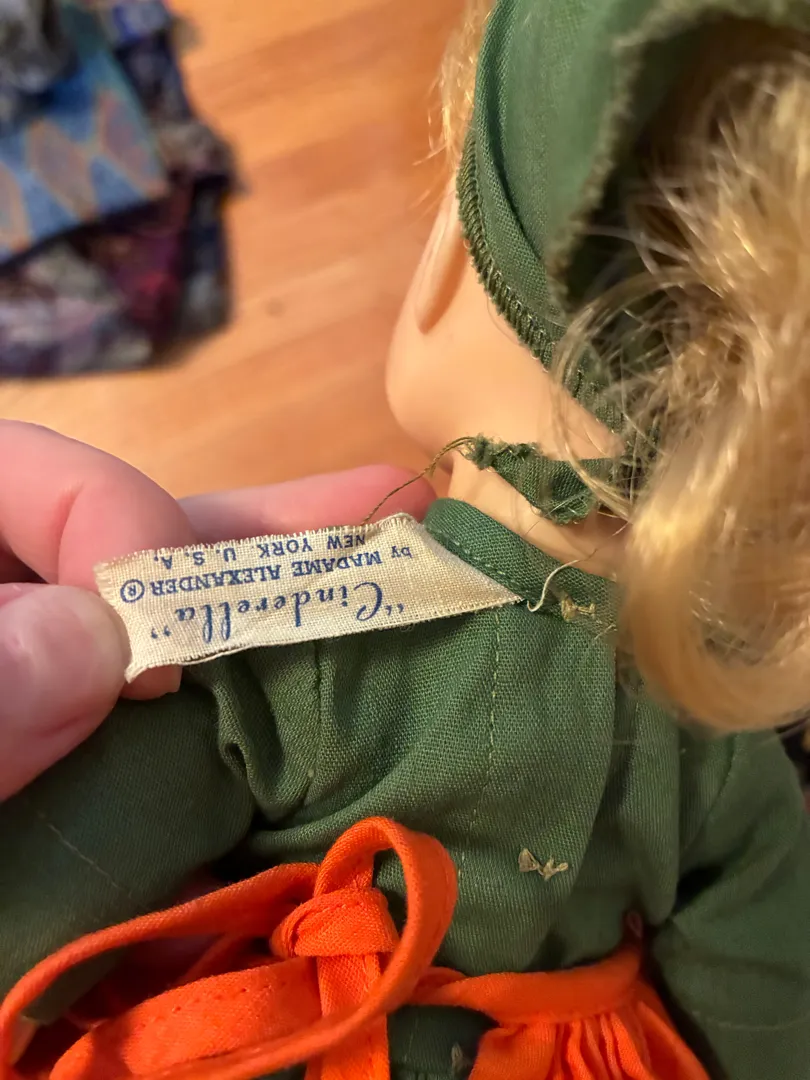 "Cinderella"
by MADAME ALEXANDER ®
NEW YORK U. S. A.